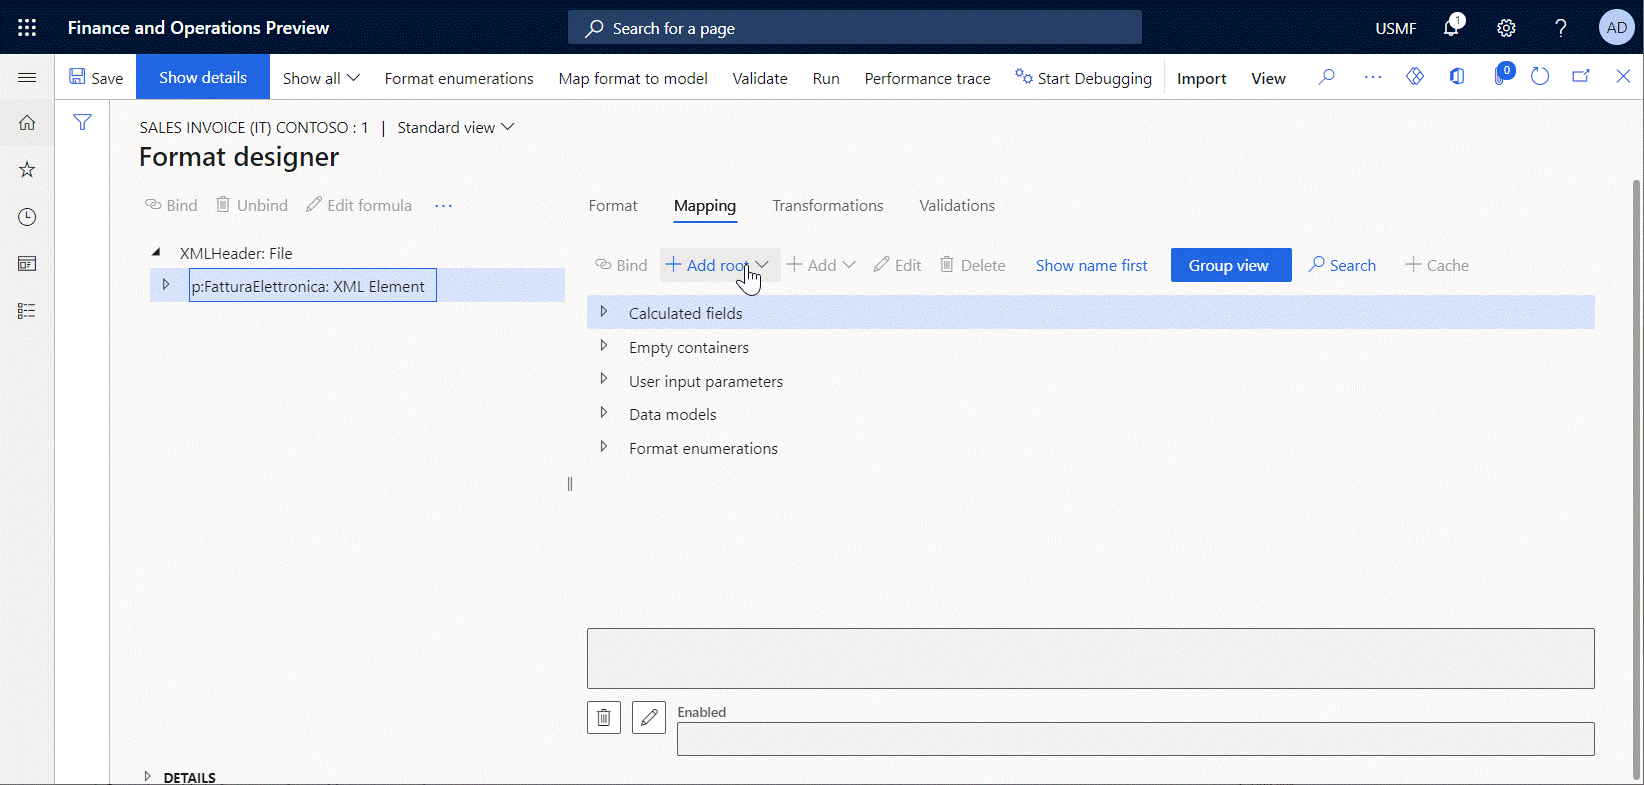 Finance and Operations Preview
Search for a page
USMF
1
?
AD
Save
Show details
Show all
Format enumerations
Map format to model
Validate
Run
Performance trace
Start Debugging
Import
View
0
SALES INVOICE (IT) CONTOSO : 1 | Standard view
Format designer
Bind
Unbind
Edit formula
XMLHeader: File
p:FatturaElettronica: XML Element
Format
Mapping
Transformations
Validations
Bind
Add root
Add
Edit
Delete
Show name first
Group view
Search
Cache
Calculated fields
Empty containers
User input parameters
Data models
Format enumerations
Enabled
DETAILS